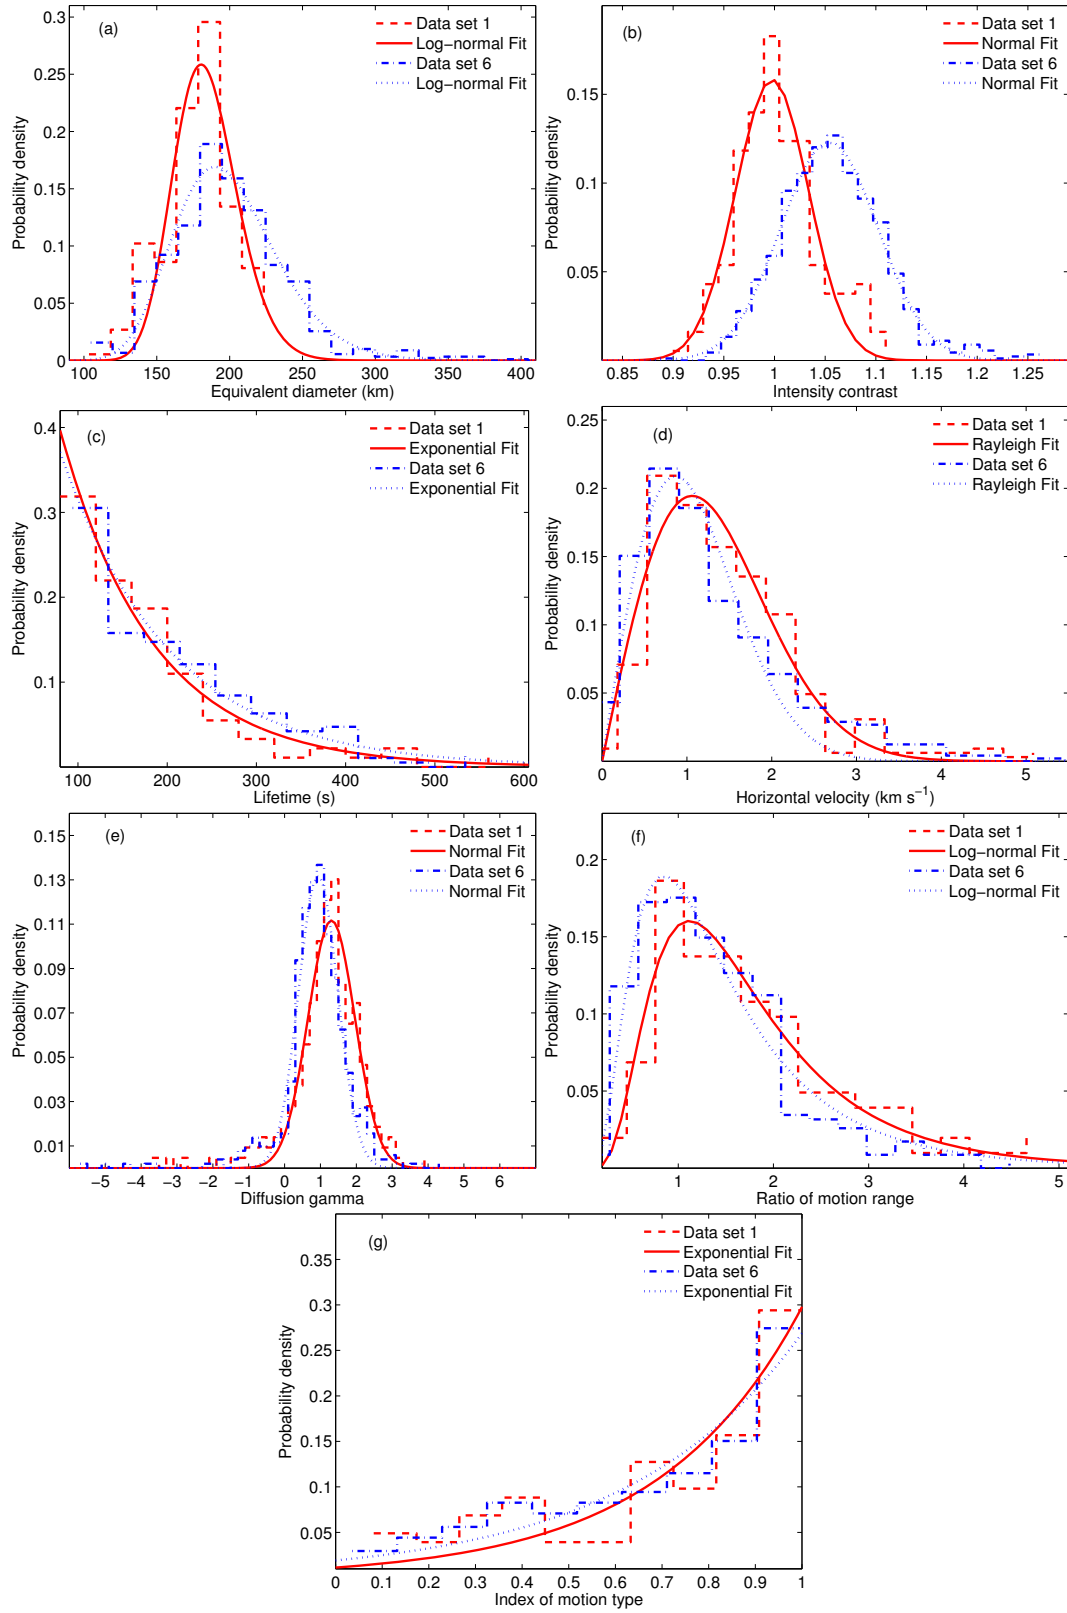 (a)
Data set 1
Log−normal Fit
Data set 6
Log−normal Fit
0.3
0.25
0.2
0.15
0.1
0.05
0
Probability density
100 150 200 250 300 350 400
Equivalent diameter (km)
(b)
Data set 1
Normal Fit
Data set 6
Normal Fit
0.15
0.1
0.05
Probability density
0.85 0.9 0.95 1 1.05 1.1 1.15 1.2 1.25
Intensity contrast
(c)
Data set 1
Exponential Fit
Data set 6
Exponential Fit
0.4
0.3
0.2
0.1
Probability density
100 200 300 400 500 600
Lifetime (s)
(d)
Data set 1
Rayleigh Fit
Data set 6
Rayleigh Fit
0.25
0.2
0.15
0.1
0.05
Probability density
0 1 2 3 4 5
Horizontal velocity (km s−1)
(e)
Data set 1
Normal Fit
Data set 6
Normal Fit
0.15
0.13
0.11
0.09
0.07
0.05
0.03
0.01
Probability density
−5 −4 −3 −2 −1 0 1 2 3 4 5 6
Diffusion gamma
(f)
Data set 1
Log−normal Fit
Data set 6
Log−normal Fit
0.2
0.15
0.1
0.05
Probability density
1 2 3 4 5
Ratio of motion range
(g)
Data set 1
Exponential Fit
Data set 6
Exponential Fit
0.35
0.3
0.25
0.2
0.15
0.1
0.05
Probability density
0 0.1 0.2 0.3 0.4 0.5 0.6 0.7 0.8 0.9 1
Index of motion type